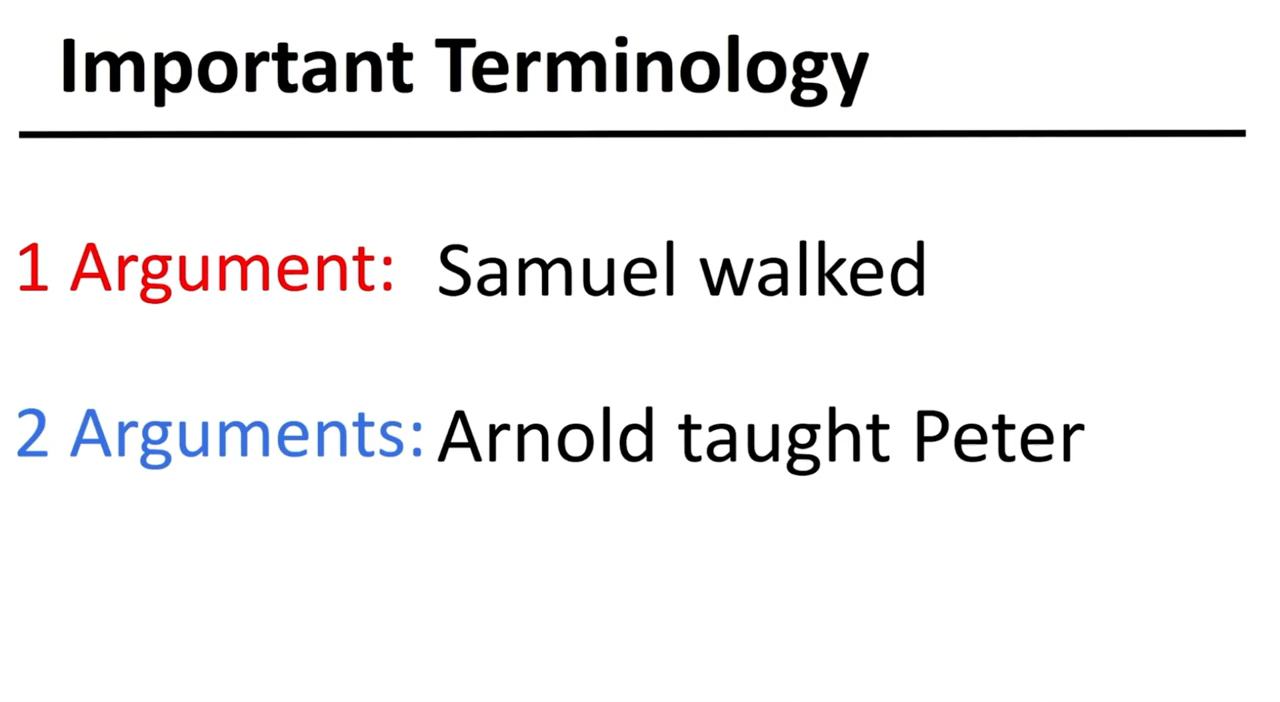 Important Terminology
1 Argument: Samuel walked
2 Arguments: Arnold taught Peter